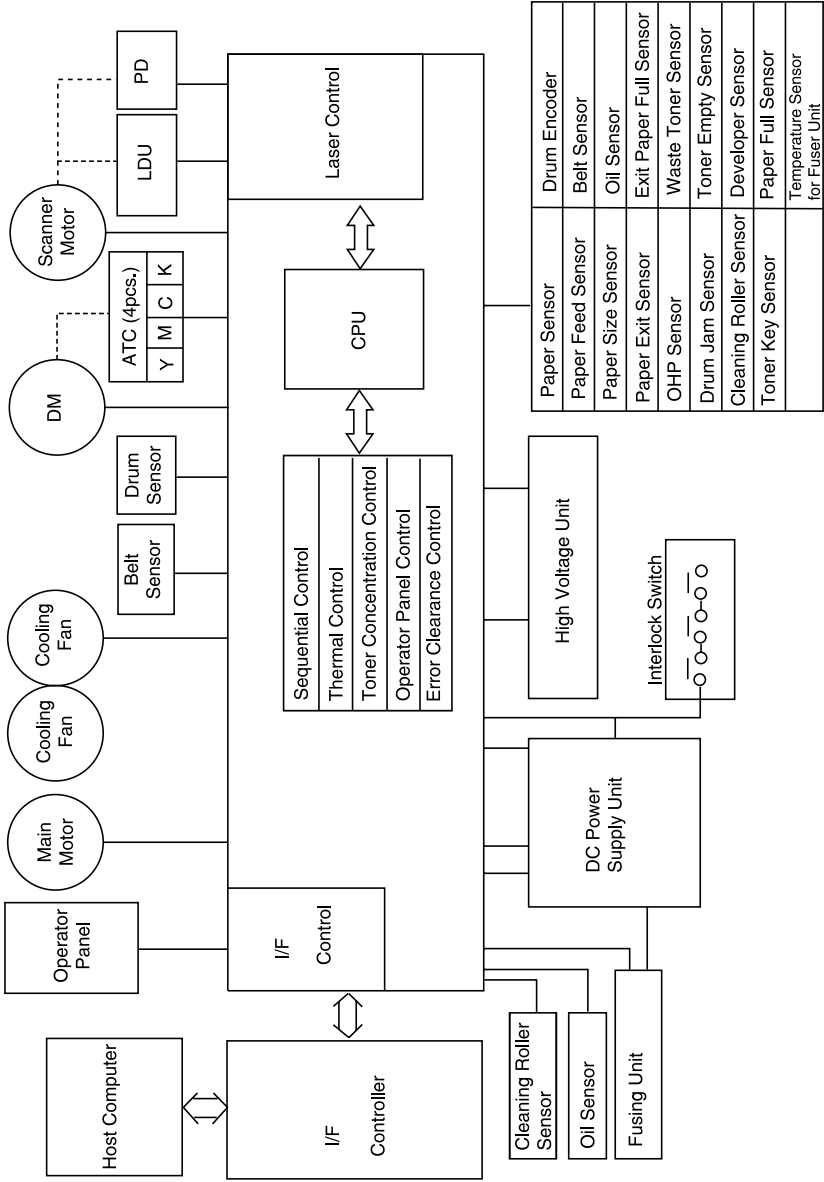 Host Computer
I/F
Controller
Operator
Panel
Main
Motor
Cooling
Fan
Cooling
Fan
Belt
Sensor
Drum
Sensor
DM
ATC (4pcs.)
Y M C K
Scanner
Motor
LDU
PD
I/F
Control
Sequential Control
Thermal Control
Toner Concentration Control
Operator Panel Control
Error Clearance Control
CPU
Laser Control
Cleaning Roller
Sensor
Oil Sensor
Fusing Unit
DC Power
Supply Unit
Interlock Switch
High Voltage Unit
Paper Sensor
Drum Encoder
Paper Feed Sensor
Belt Sensor
Paper Size Sensor
Oil Sensor
Paper Exit Sensor
Exit Paper Full Sensor
OHP Sensor
Waste Toner Sensor
Drum Jam Sensor
Toner Empty Sensor
Cleaning Roller Sensor
Developer Sensor
Toner Key Sensor
Paper Full Sensor
Temperature Sensor
for Fuser Unit